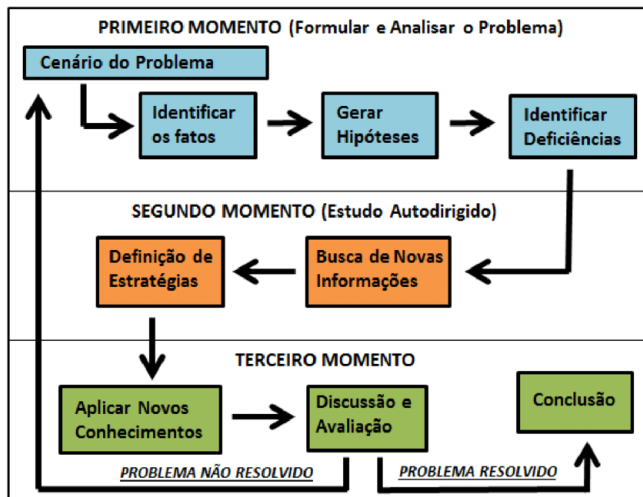 PRIMEIRO MOMENTO (Formular e Analisar o Problema)
Cenário do Problema
Identificar
os fatos
Gerar
Hipóteses
Identificar
Deficiências
SEGUNDO MOMENTO (Estudo Autodirigido)
Definição de
Estratégias
Busca de Novas
Informações
TERCEIRO MOMENTO
Aplicar Novos
Conhecimentos
Discussão e
Avaliação
Conclusão
PROBLEMA NÃO RESOLVIDO
PROBLEMA RESOLVIDO